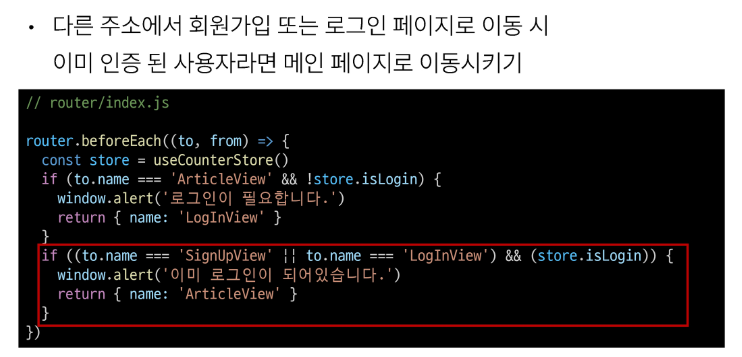 • 다른 주소에서 회원가입 또는 로그인 페이지로 이동 시
이미 인증 된 사용자라면 메인 페이지로 이동시키기
// router/index.js
router.beforeEach((to, from) => {
  const store = useCounterStore()
  if (to.name === 'ArticleView' && !store.isLogin) {
    window.alert('로그인이 필요합니다.')
    return { name: 'LogInView' }
  }
  if ((to.name === 'SignUpView' || to.name === 'LogInView') && (store.isLogin)) {
    window.alert('이미 로그인이 되어있습니다.')
    return { name: 'ArticleView' }
  }
})